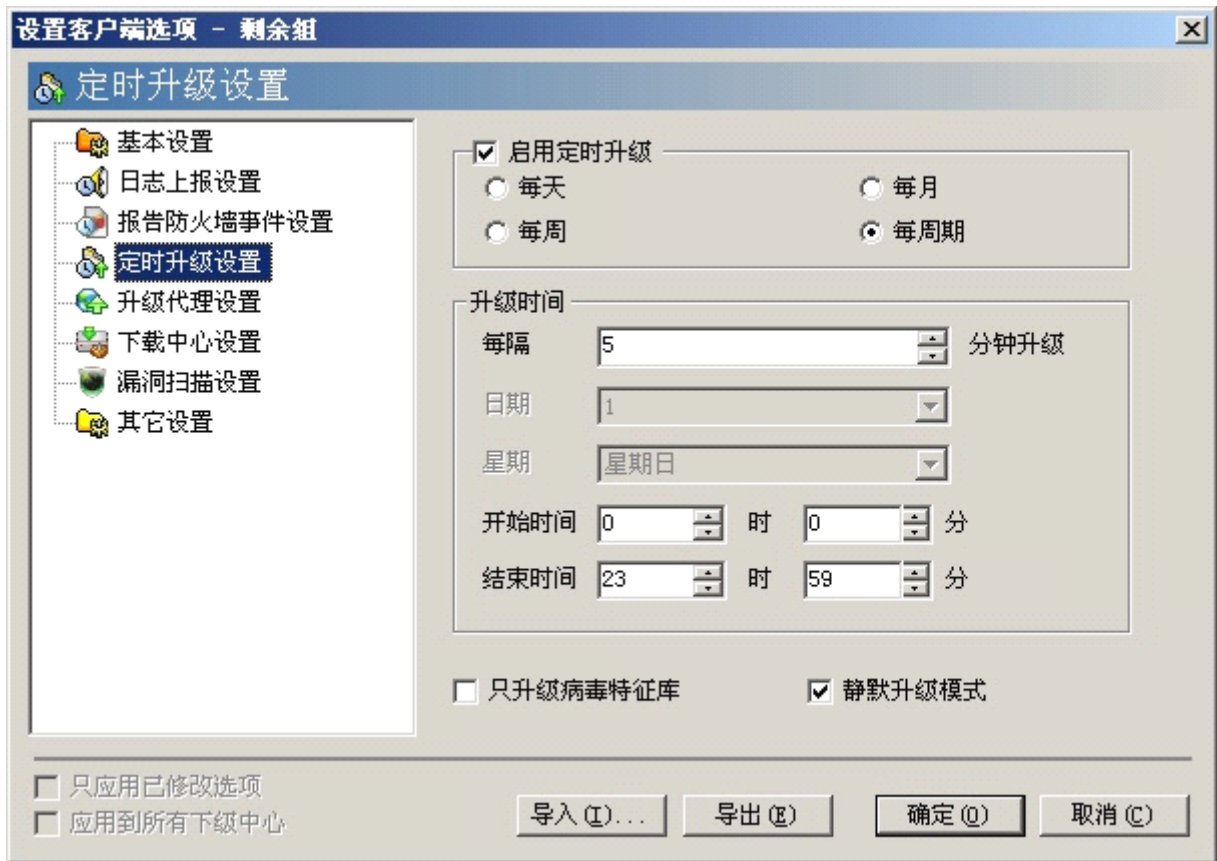 设置客户端选项 - 剩余组
定时升级设置
基本设置
日志上报设置
报告防火墙事件设置
定时升级设置
升级代理设置
下载中心设置
漏洞扫描设置
其它设置
启用定时升级
每天 每月
每周 每周期
升级时间
每隔 5 分钟升级
日期 1
星期 星期日
开始时间 0 时 0 分
结束时间 23 时 59 分
只升级病毒特征库 静默升级模式
只应用已修改选项
应用到所有下级中心
导入(I)... 导出(E) 确定(O) 取消(C)